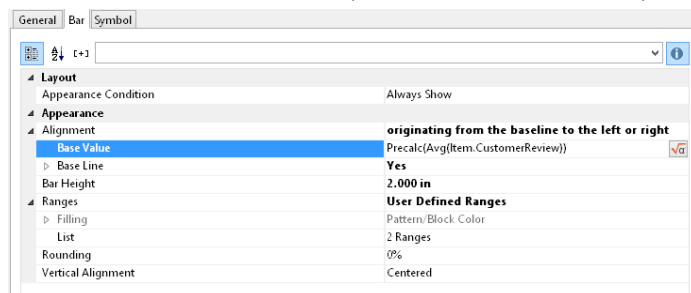 General Bar Symbol
A Z [+]
Layout
Appearance Condition Always Show
Appearance
Alignment originating from the baseline to the left or right
Base Value Precalc(Avg(Item.CustomerReview)) √α
Base Line Yes
Bar Height 2.000 in
Ranges User Defined Ranges
Filling Pattern/Block Color
List 2 Ranges
Rounding 0%
Vertical Alignment Centered